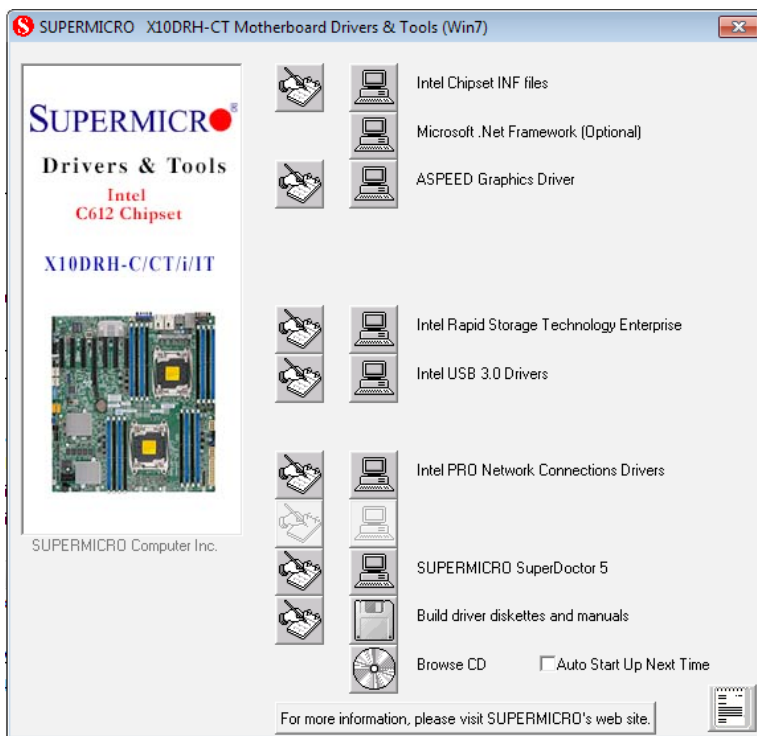 SUPERMICRO   X10DRH-CT Motherboard Drivers & Tools (Win7)
SUPERMICRO®
Drivers & Tools
Intel
C612 Chipset
X10DRH-C/CT/i/IT
SUPERMICRO Computer Inc.
Intel Chipset INF files
Microsoft .Net Framework (Optional)
ASPEED Graphics Driver
Intel Rapid Storage Technology Enterprise
Intel USB 3.0 Drivers
Intel PRO Network Connections Drivers
SUPERMICRO SuperDoctor 5
Build driver diskettes and manuals
Browse CD Auto Start Up Next Time
For more information, please visit SUPERMICRO's web site.